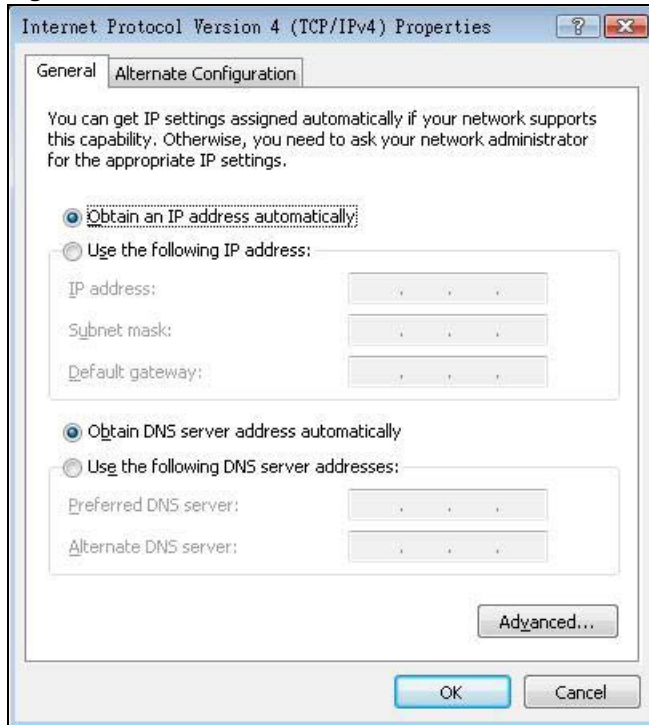 Internet Protocol Version 4 (TCP/IPv4) Properties
General
Alternate Configuration
You can get IP settings assigned automatically if your network supports
this capability. Otherwise, you need to ask your network administrator
for the appropriate IP settings.
Obtain an IP address automatically
Use the following IP address:
IP address:
Subnet mask:
Default gateway:
Obtain DNS server address automatically
Use the following DNS server addresses:
Preferred DNS server:
Alternate DNS server:
Advanced...
OK
Cancel